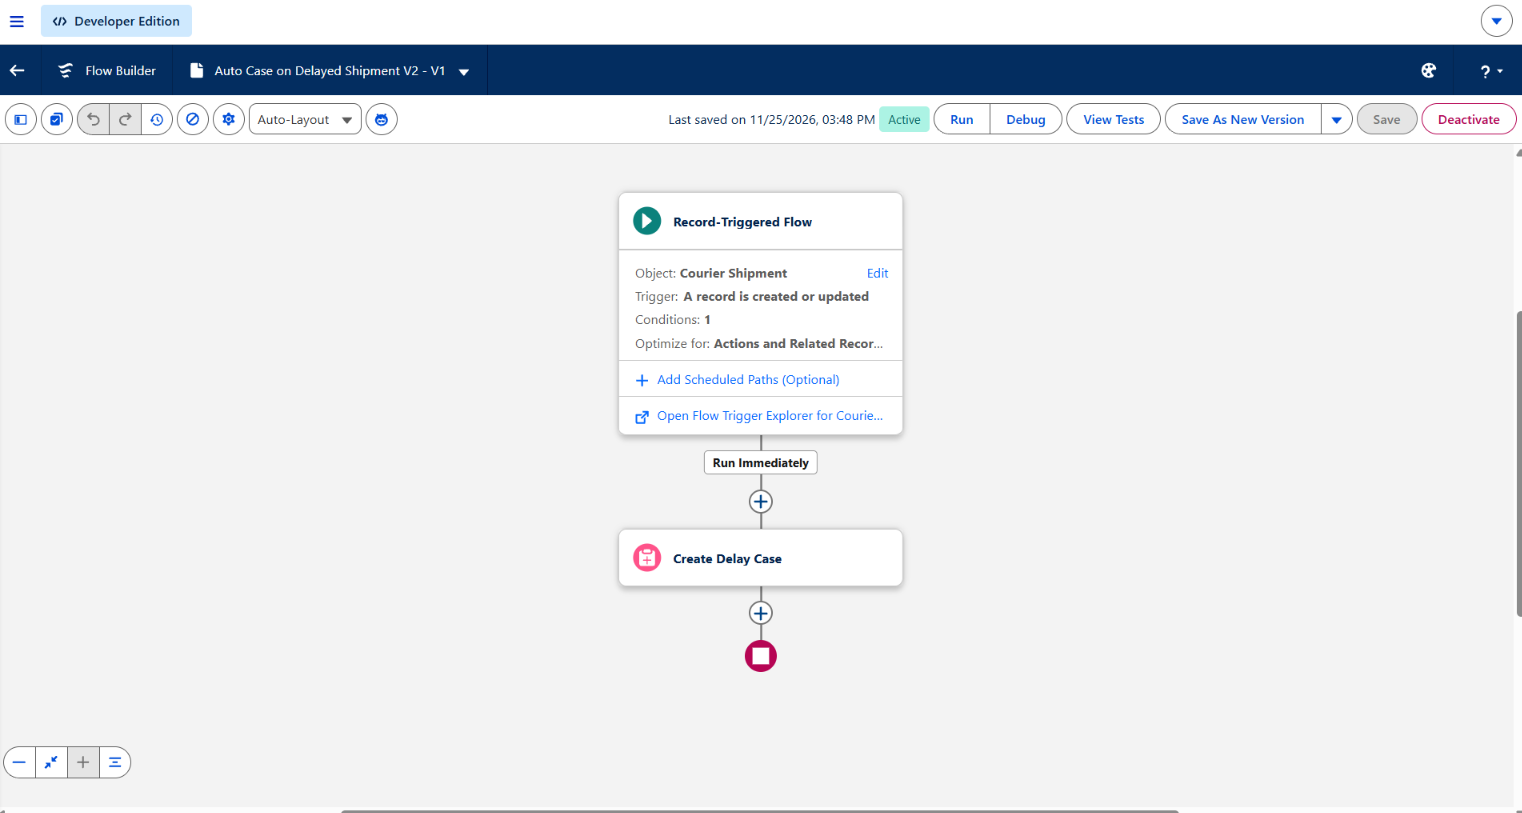 Developer Edition
Flow Builder
Auto Case on Delayed Shipment V2 - V1
?
Auto-Layout
Last saved on 11/25/2026, 03:48 PM
Active
Run
Debug
View Tests
Save As New Version
Save
Deactivate
Record-Triggered Flow
Object: Courier Shipment
Edit
Trigger: A record is created or updated
Conditions: 1
Optimize for: Actions and Related Recor...
Add Scheduled Paths (Optional)
Open Flow Trigger Explorer for Courie...
Run Immediately
Create Delay Case